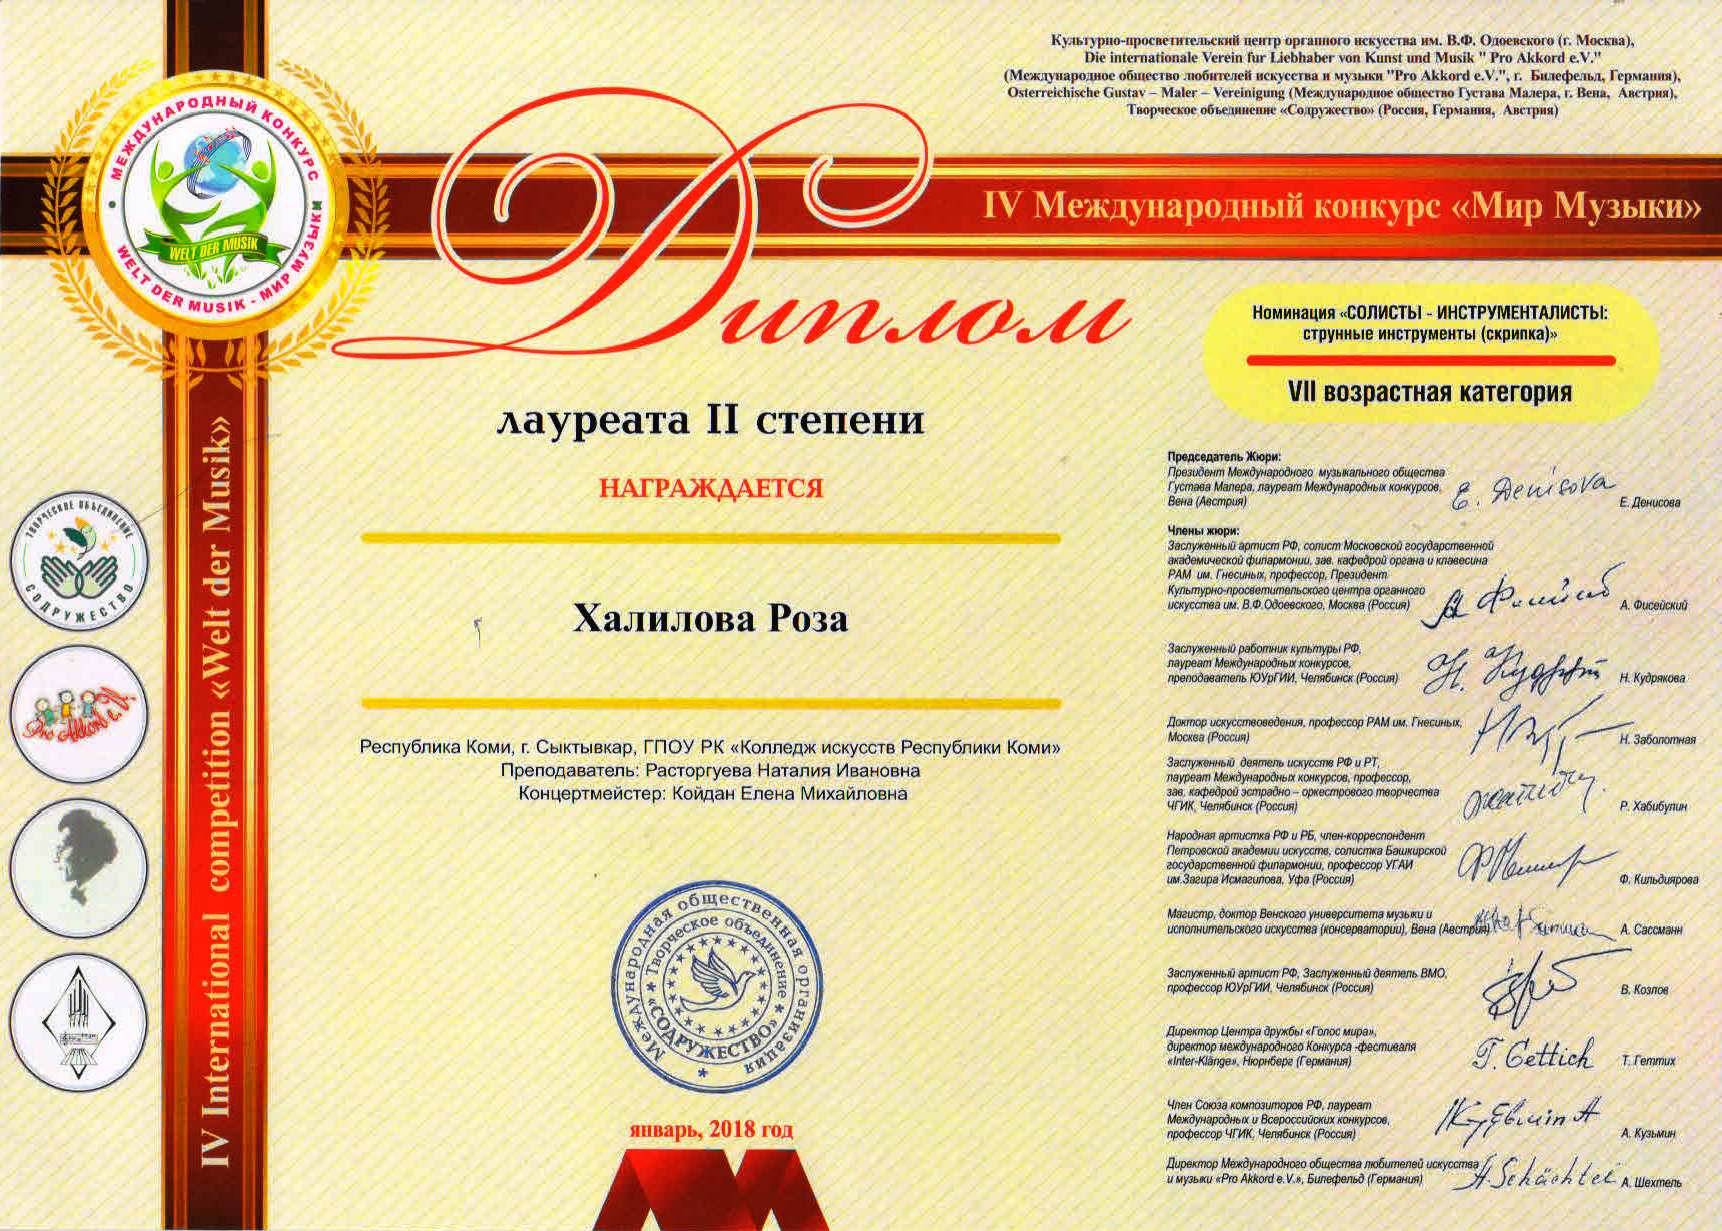 Культурно-просветительский центр органного искусства им. В.Ф. Одоевского (г. Москва),
Die internationale Verein fur Liebhaber von Kunst und Musik " Pro Akkord e.V."
(Международное общество любителей искусства и музыки "Pro Akkord e.V.", г. Билефельд, Германия),
Osterreichische Gustav – Maler – Vereinigung (Международное общество Густава Малера, г. Вена, Австрия),
Творческое объединение «Содружество» (Россия, Германия, Австрия)
МЕЖДУНАРОДНЫЙ КОНКУРС
WELT DER MUSIK
WELT DER MUSIK - МИР МУЗЫКИ
IV Международный конкурс «Мир Музыки»
Диплом
Номинация «СОЛИСТЫ - ИНСТРУМЕНТАЛИСТЫ:
струнные инструменты (скрипка)»
VII возрастная категория
лауреата II степени
НАГРАЖДАЕТСЯ
Халилова Роза
Республика Коми, г. Сыктывкар, ГПОУ РК «Колледж искусств Республики Коми»
Преподаватель: Расторгуева Наталия Ивановна
Концертмейстер: Койдан Елена Михайловна
IV International competition «Welt der Musik»
ТВОРЧЕСКОЕ ОБЪЕДИНЕНИЕ
СОДРУЖЕСТВО
Pro Akkord e.V.
Международная общественная организация
Творческое объединение
«СОДРУЖЕСТВО»
январь, 2018 год
Председатель Жюри:
Президент Международного музыкального общества
Густава Малера, лауреат Международных конкурсов,
Вена (Австрия)
E. Denisova
Е. Денисова
Члены жюри:
Заслуженный артист РФ, солист Московской государственной
академической филармонии, зав. кафедрой органа и клавесина
РАМ им. Гнесиных, профессор, Президент
Культурно-просветительского центра органного
искусства им. В.Ф.Одоевского, Москва (Россия)
А. Фисейский
Заслуженный работник культуры РФ,
лауреат Международных конкурсов,
преподаватель ЮУрГИИ, Челябинск (Россия)
Н. Кудрякова
Доктор искусствоведения, профессор РАМ им. Гнесиных,
Москва (Россия)
Н. Заболотная
Заслуженный деятель искусств РФ и РТ,
лауреат Международных конкурсов, профессор,
зав. кафедрой эстрадно – оркестрового творчества
ЧГИК, Челябинск (Россия)
Р. Хабибулин
Народная артистка РФ и РБ, член-корреспондент
Петровской академии искусств, солистка Башкирской
государственной филармонии, профессор УГАИ
им.Загира Исмагилова, Уфа (Россия)
Ф. Кильдиярова
Магистр, доктор Венского университета музыки и
исполнительского искусства (консерватории), Вена (Австрия)
А. Сассманн
Заслуженный артист РФ, Заслуженный деятель ВМО,
профессор ЮУрГИИ, Челябинск (Россия)
В. Козлов
Директор Центра дружбы «Голос мира»,
директор международного Конкурса -фестиваля
«Inter-Klänge», Нюрнберг (Германия)
T. Gettich
Т. Геттих
Член Союза композиторов РФ, лауреат
Международных и Всероссийских конкурсов,
профессор ЧГИК, Челябинск (Россия)
А. Кузьмин
Директор Международного общества любителей искусства
и музыки «Pro Akkord e.V.», Билефельд (Германия)
A. Schächtel
А. Шехтель